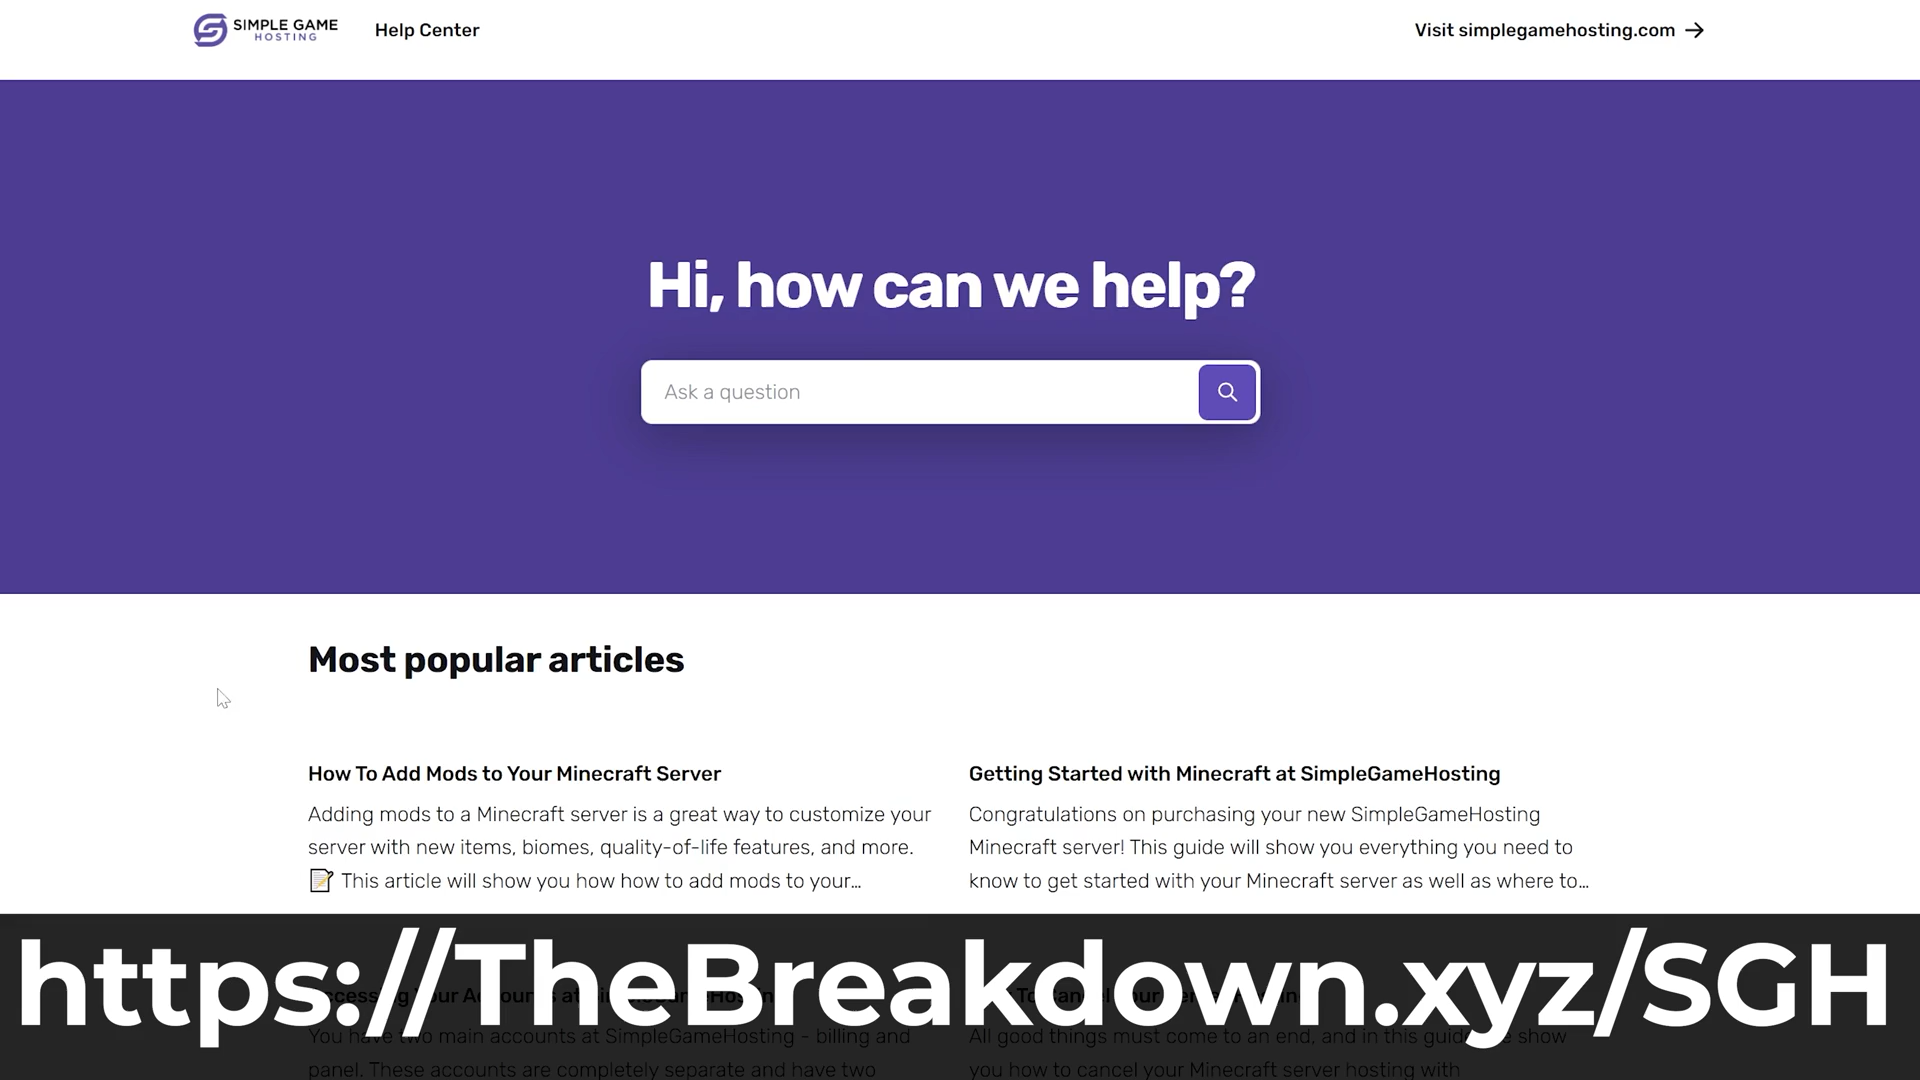 SIMPLE GAME
HOSTING
Help Center
Visit simplegamehosting.com →
Hi, how can we help?
Ask a question
Most popular articles
How To Add Mods to Your Minecraft Server
Adding mods to a Minecraft server is a great way to customize your
server with new items, biomes, quality-of-life features, and more.
📝 This article will show you how how to add mods to your…
Getting Started with Minecraft at SimpleGameHosting
Congratulations on purchasing your new SimpleGameHosting
Minecraft server! This guide will show you everything you need to
know to get started with your Minecraft server as well as where to…
https://TheBreakdown.xyz/SGH
You have two main accounts at SimpleGameHosting - billing and
panel. These accounts are completely separate and have two
All good things must come to an end, and in this guide show
you how to cancel your Minecraft server hosting with